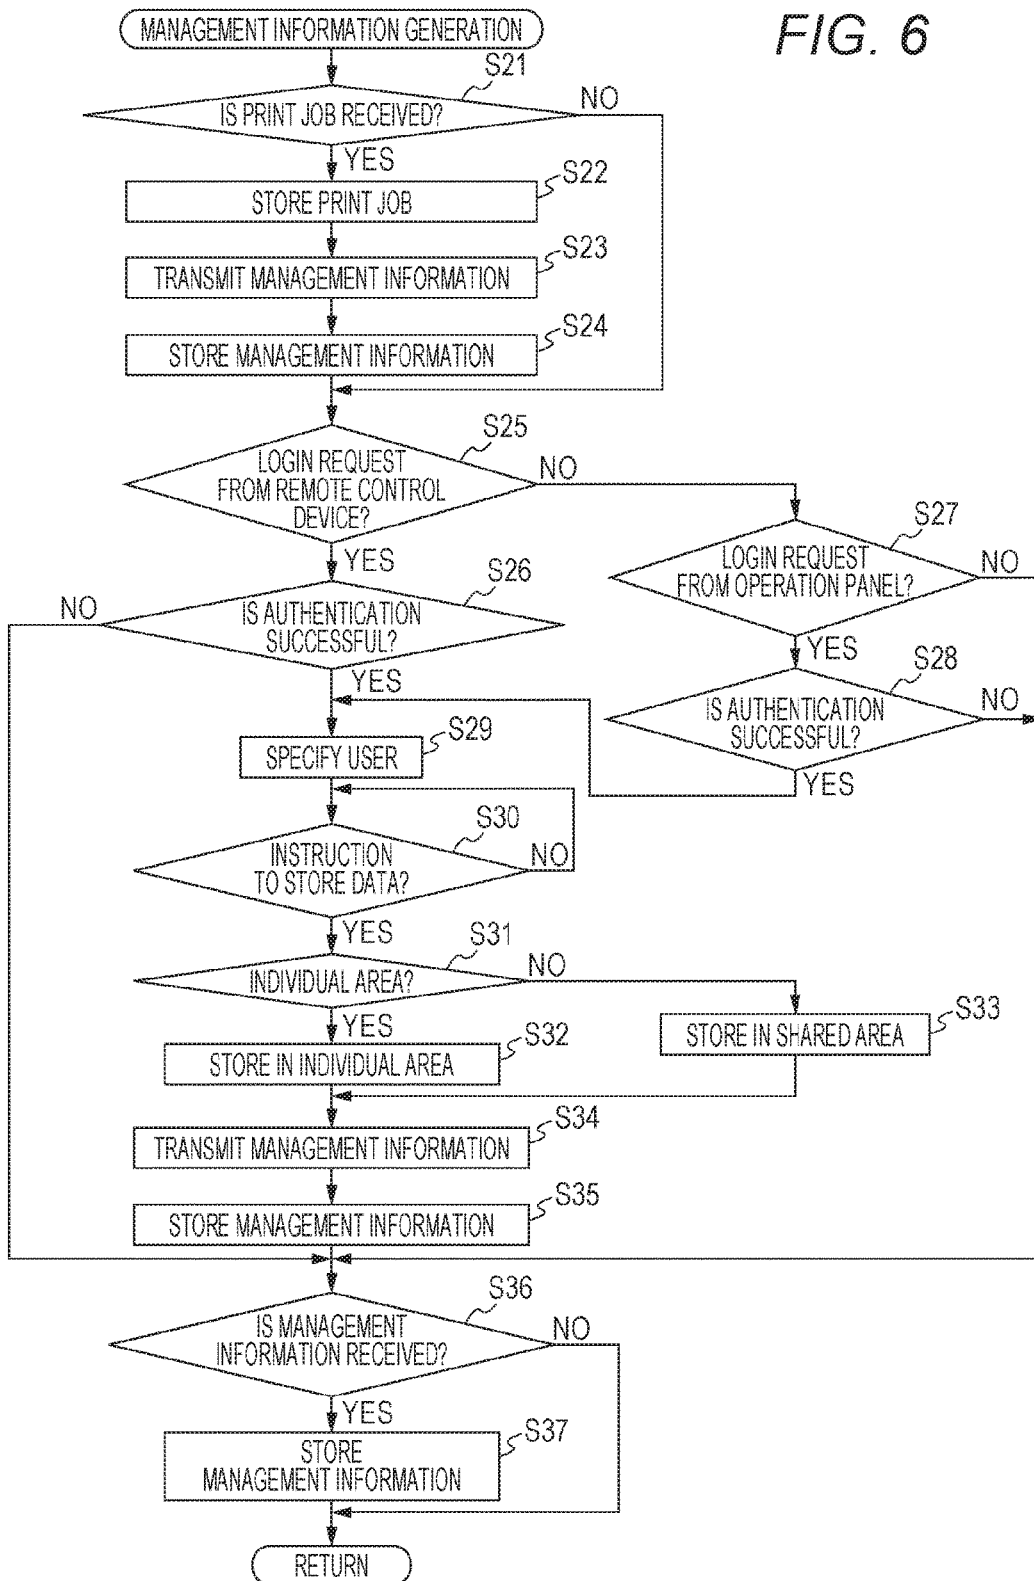 MANAGEMENT INFORMATION GENERATION
FIG. 6
S21
IS PRINT JOB RECEIVED?
NO
YES
S22
STORE PRINT JOB
S23
TRANSMIT MANAGEMENT INFORMATION
S24
STORE MANAGEMENT INFORMATION
S25
LOGIN REQUEST
FROM REMOTE CONTROL
DEVICE?
NO
YES
S27
LOGIN REQUEST
FROM OPERATION PANEL?
NO
YES
S26
IS AUTHENTICATION
SUCCESSFUL?
NO
YES
S28
IS AUTHENTICATION
SUCCESSFUL?
NO
YES
S29
SPECIFY USER
S30
INSTRUCTION
TO STORE DATA?
NO
YES
S31
INDIVIDUAL AREA?
NO
YES
S32
STORE IN INDIVIDUAL AREA
S33
STORE IN SHARED AREA
S34
TRANSMIT MANAGEMENT INFORMATION
S35
STORE MANAGEMENT INFORMATION
S36
IS MANAGEMENT
INFORMATION RECEIVED?
NO
YES
S37
STORE
MANAGEMENT INFORMATION
RETURN